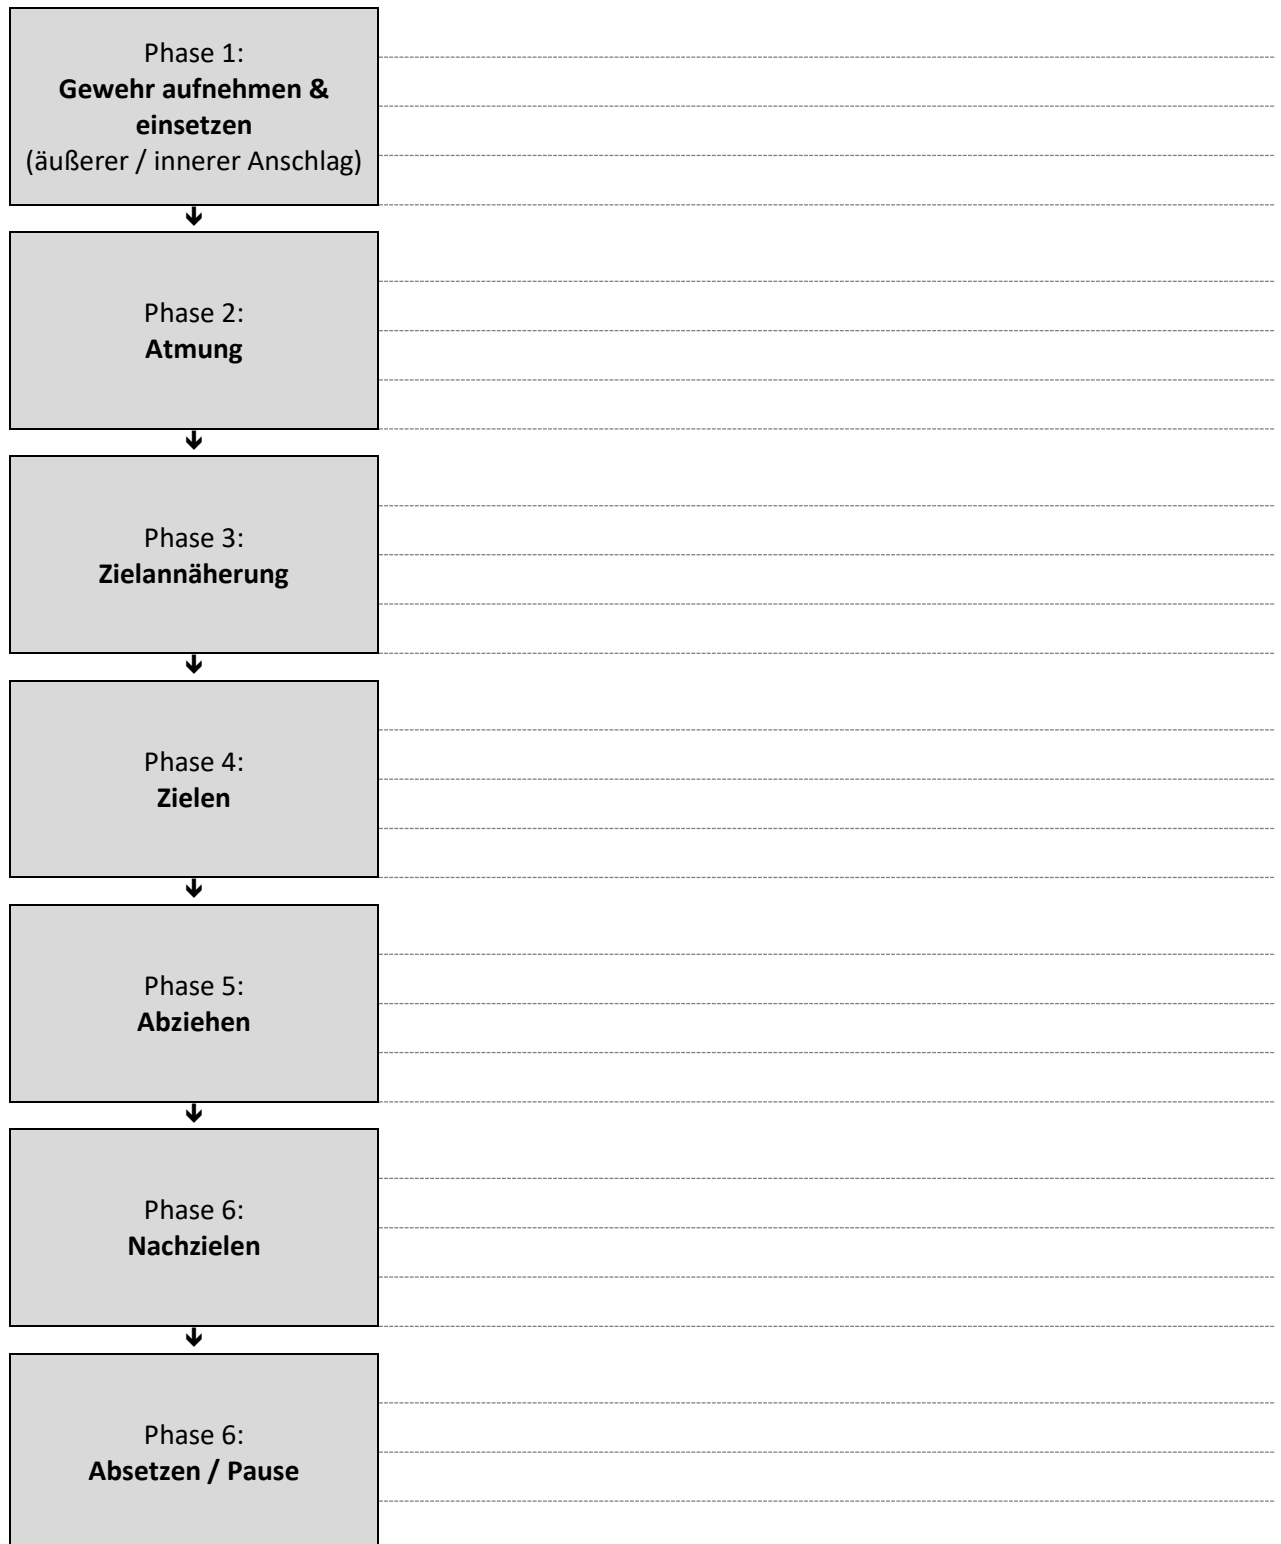 Phase 1:
Gewehr aufnehmen &
einsetzen
(äußerer / innerer Anschlag)
Phase 2:
Atmung
Phase 3:
Zielannäherung
Phase 4:
Zielen
Phase 5:
Abziehen
Phase 6:
Nachzielen
Phase 6:
Absetzen / Pause